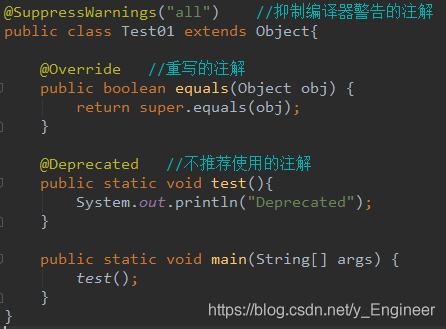 @SuppressWarnings("all")    //抑制编译器警告的注解
public class Test01 extends Object{
    @Override   //重写的注解
    public boolean equals(Object obj) {
        return super.equals(obj);
    }
    @Deprecated   //不推荐使用的注解
    public static void test(){
        System.out.println("Deprecated");
    }
    public static void main(String[] args) {
        test();
    }
}
https://blog.csdn.net/y_Engineer